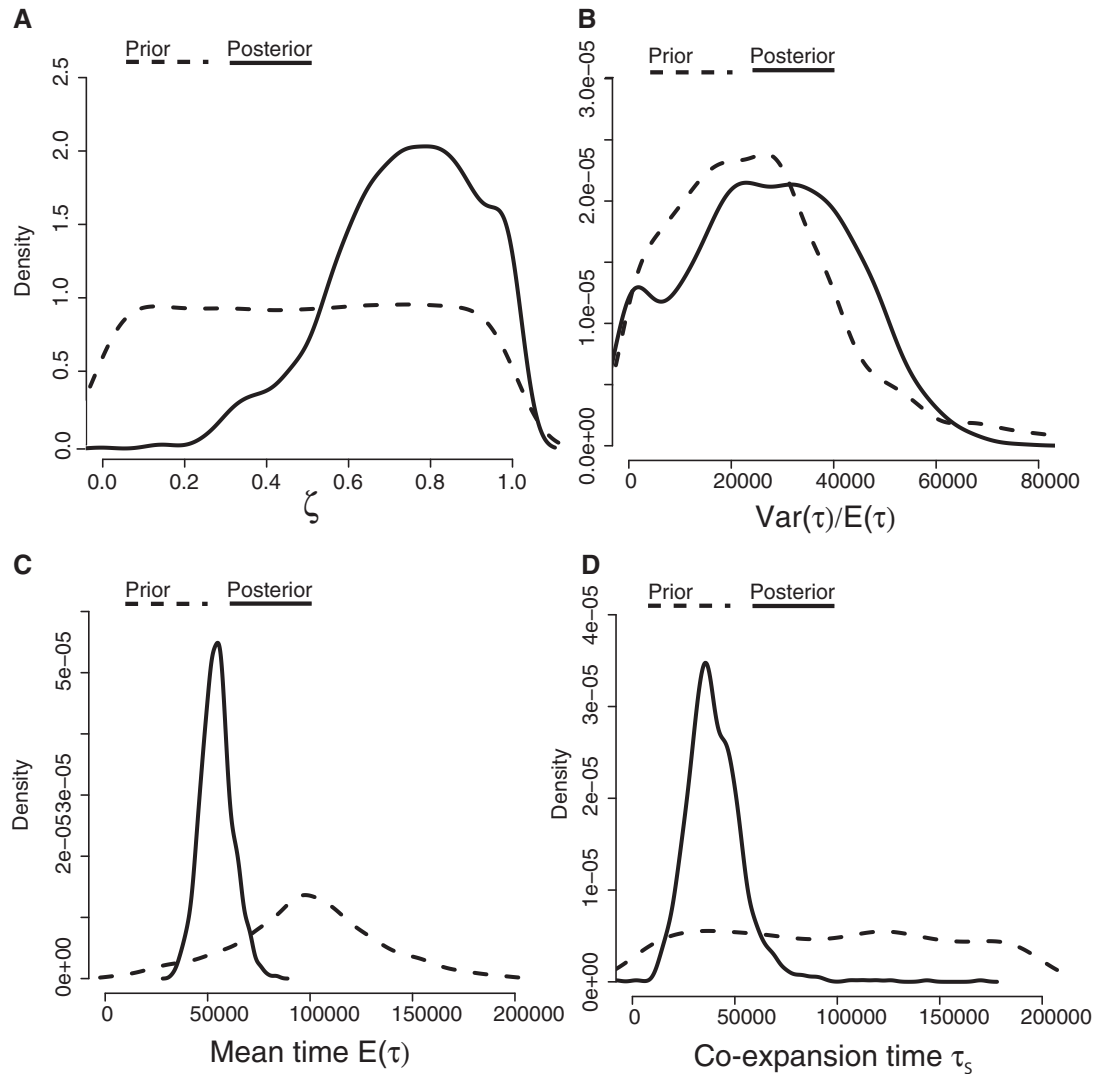 A
Prior Posterior
2.5
2.0
1.5
1.0
0.5
0.0
Density
0.0 0.2 0.4 0.6 0.8 1.0
ζ
B
Prior Posterior
3.0e−05
2.0e−05
1.0e−05
0.0e+00
0 20000 40000 60000 80000
Var(τ)/E(τ)
C
Prior Posterior
5e−05
2e−053e−05
0e+00
Density
0 50000 100000 150000 200000
Mean time E(τ)
D
Prior Posterior
4e−05
3e−05
2e−05
1e−05
0e+00
Density
0 50000 100000 150000 200000
Co-expansion time τs